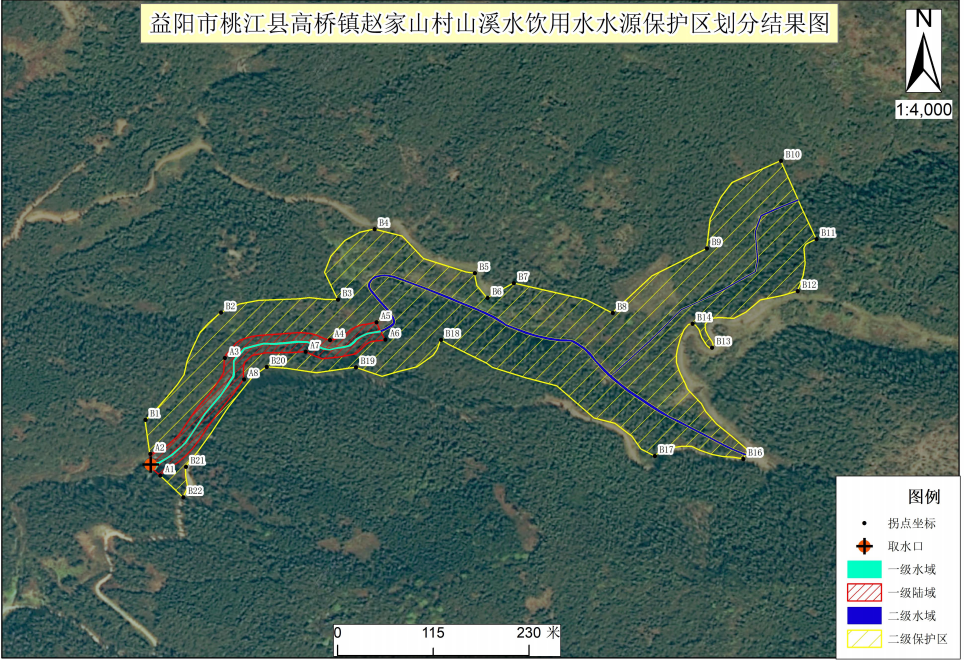 益阳市桃江县高桥镇赵家山村山溪水饮用水水源保护区划分结果图
N
1:4,000
B10
B4
B11
B9
B5
B7
B12
B6
B3
B2
B8
A5
B14
A4
A6
B18
B13
A3
A7
B20
B19
A8
B1
A2
B17
B16
B21
A1
B22
图例
拐点坐标
取水口
一级水域
一级陆域
二级水域
二级保护区
0 115 230 米